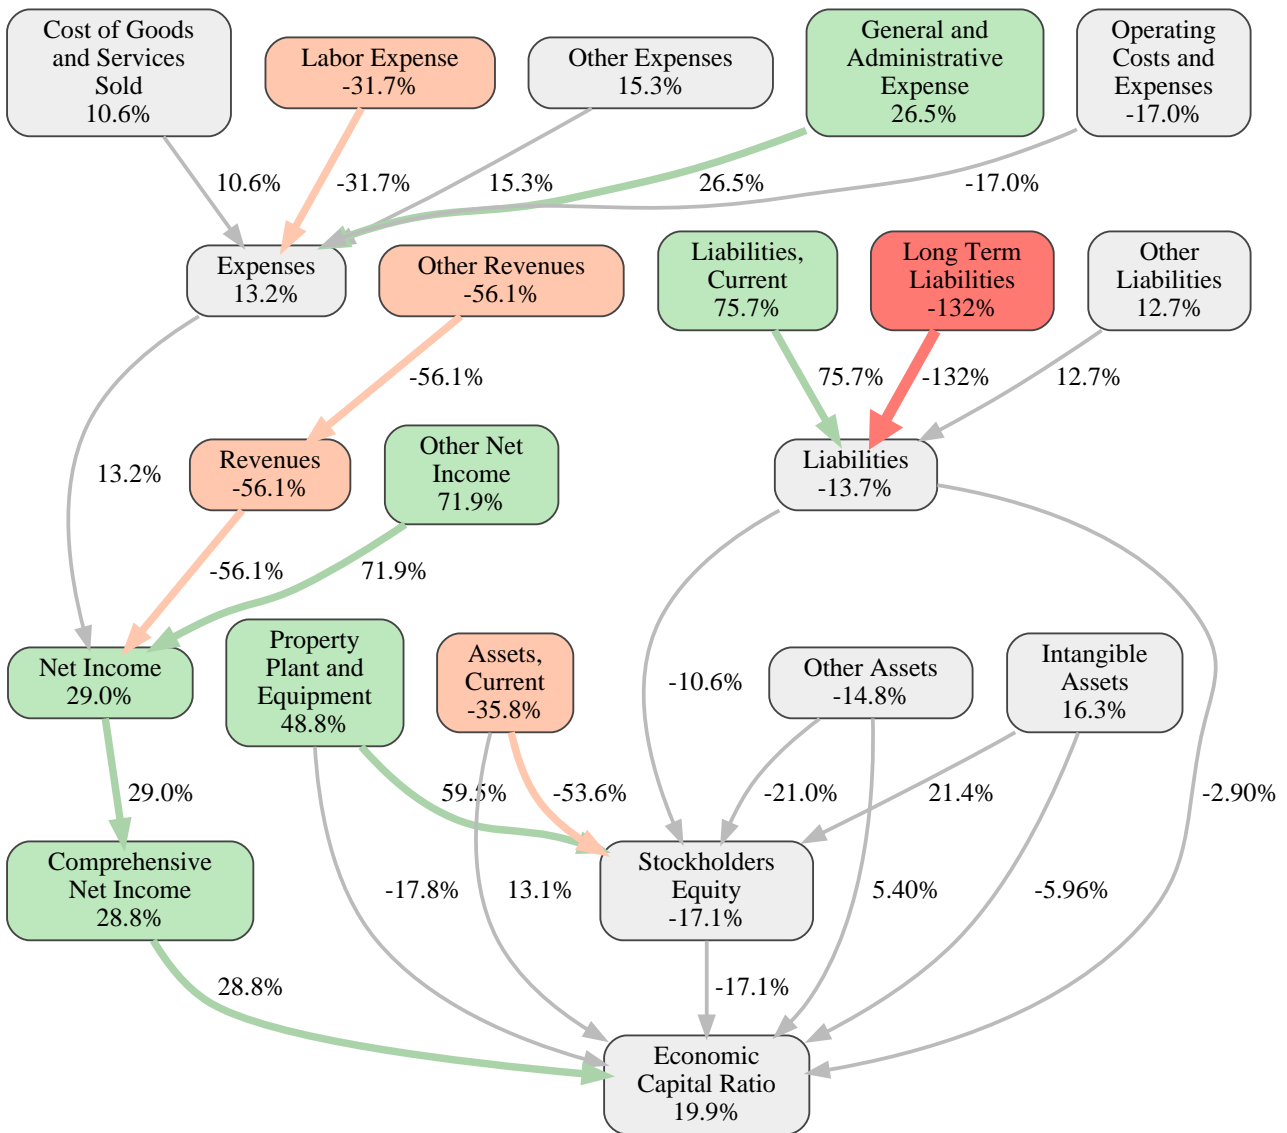 Cost of Goods
and Services
Sold
10.6%
Labor Expense
-31.7%
Other Expenses
15.3%
General and
Administrative
Expense
26.5%
Operating
Costs and
Expenses
-17.0%
10.6%
-31.7%
15.3%
26.5%
-17.0%
Expenses
13.2%
Other Revenues
-56.1%
Liabilities,
Current
75.7%
Long Term
Liabilities
-132%
Other
Liabilities
12.7%
-56.1%
75.7%
-132%
12.7%
13.2%
Revenues
-56.1%
Other Net
Income
71.9%
Liabilities
-13.7%
-56.1%
71.9%
Net Income
29.0%
Property
Plant and
Equipment
48.8%
Assets,
Current
-35.8%
-10.6%
Other Assets
-14.8%
Intangible
Assets
16.3%
29.0%
59.5%
-53.6%
-21.0%
21.4%
-2.90%
Comprehensive
Net Income
28.8%
-17.8%
13.1%
Stockholders
Equity
-17.1%
5.40%
-5.96%
28.8%
-17.1%
Economic
Capital Ratio
19.9%